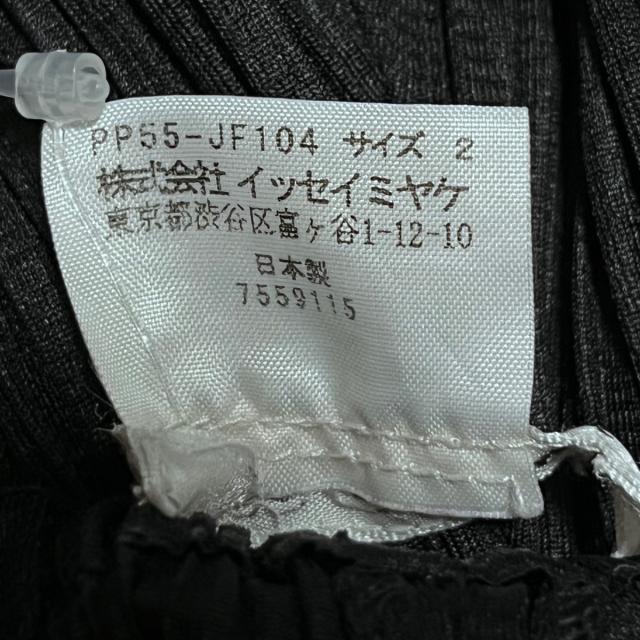 PP55-JF104 サイズ 2
株式会社 イッセイミヤケ
東京都渋谷区富ヶ谷1-12-10
日本製
7559115